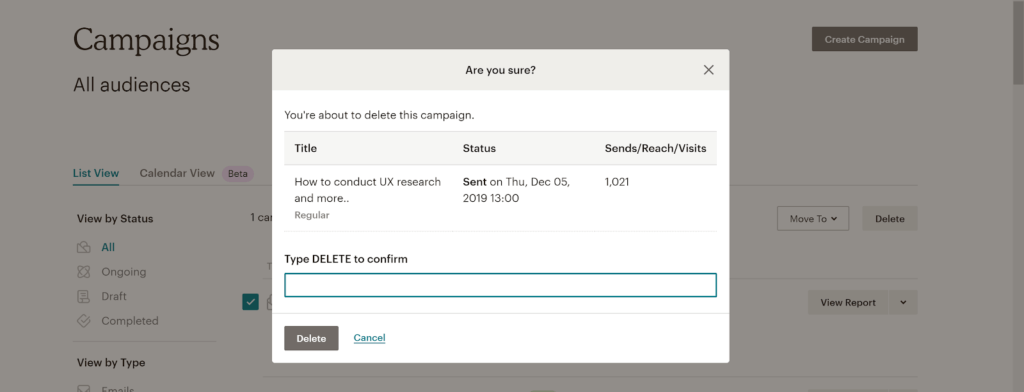 Campaigns
Create Campaign
All audiences
Are you sure?
You're about to delete this campaign.
Title Status Sends/Reach/Visits
How to conduct UX research Sent on Thu, Dec 05, 1,021
and more.. 2019 13:00
Regular
Type DELETE to confirm
Delete Cancel
List View Calendar View Beta
View by Status
All
Ongoing
Draft
Completed
View by Type
Emails
1
Move To Delete
View Report